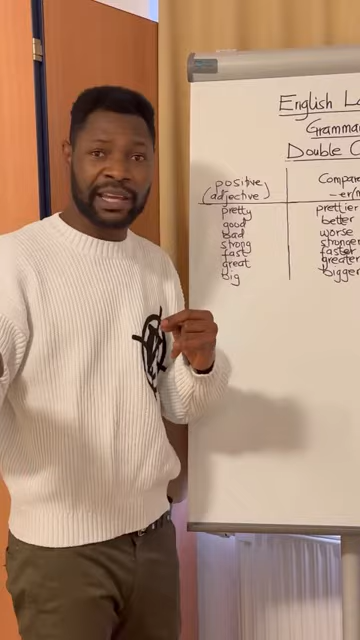 English L
Gramma
Double C
positive
(adjective)
Compara
-er(m
pretty prettier
good better
bad worse
strong stronger
fast faster
great greater
big bigger